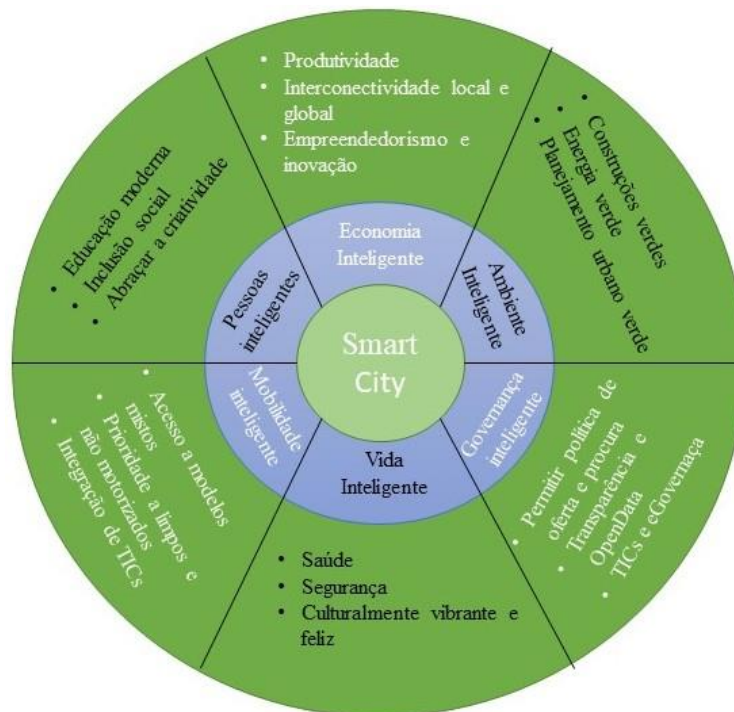 Smart
City
Economia
Inteligente
• Produtividade
• Interconectividade local e
global
• Empreendedorismo e
inovação
Ambiente
Inteligente
• Construções verdes
• Energia verde
• Planejamento urbano verde
Governança
inteligente
• Permitir política de
oferta e procura
• Transparência e
OpenData
• TICs e eGovernaça
Vida
Inteligente
• Saúde
• Segurança
• Culturalmente vibrante e
feliz
Mobilidade
inteligente
• Acesso a modelos
mistos
• Prioridade a limpos e
não motorizados
• Integração de TICs
Pessoas
inteligentes
• Educação moderna
• Inclusão social
• Abraçar a criatividade